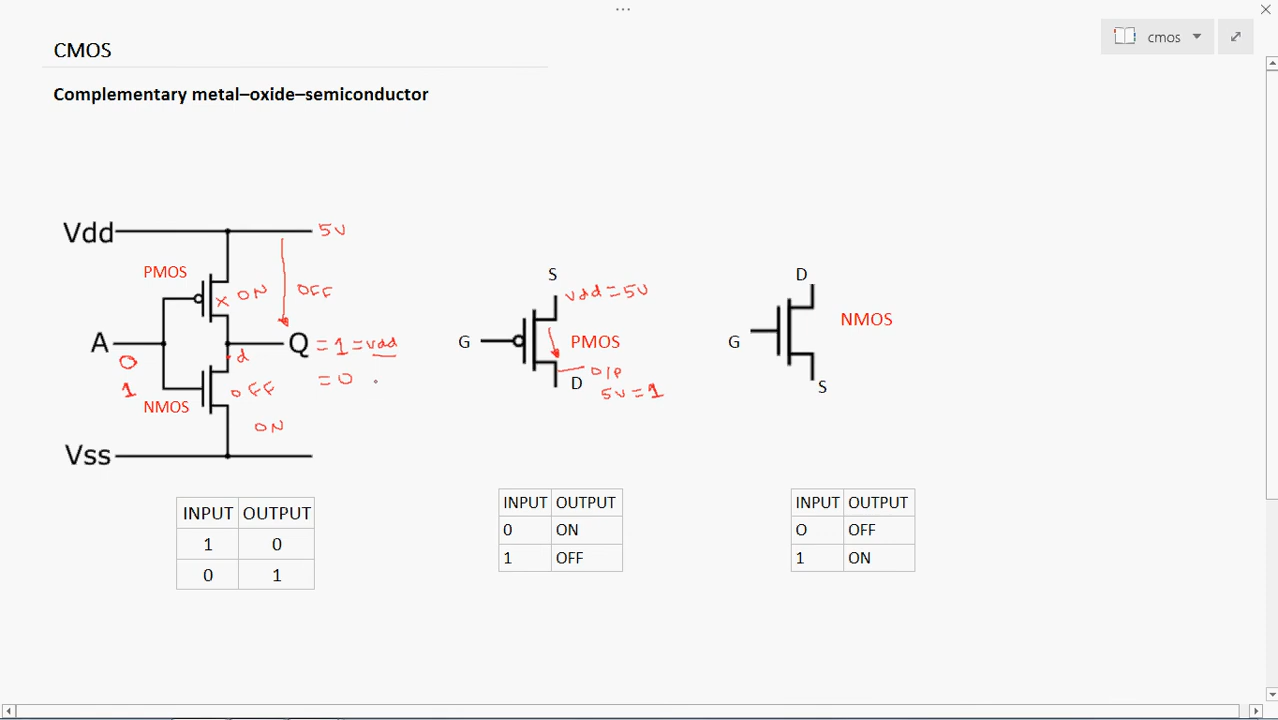 cmos
CMOS
Complementary metal–oxide–semiconductor
Vdd
5V
PMOS
X ON
OFF
A
0
1
Q = 1 = Vdd
= 0
d
NMOS
OFF
ON
Vss
INPUT OUTPUT
1 0
0 1
S
Vdd = 5V
G
PMOS
D
O/P
5V = 1
INPUT OUTPUT
0 ON
1 OFF
D
G
NMOS
S
INPUT OUTPUT
O OFF
1 ON